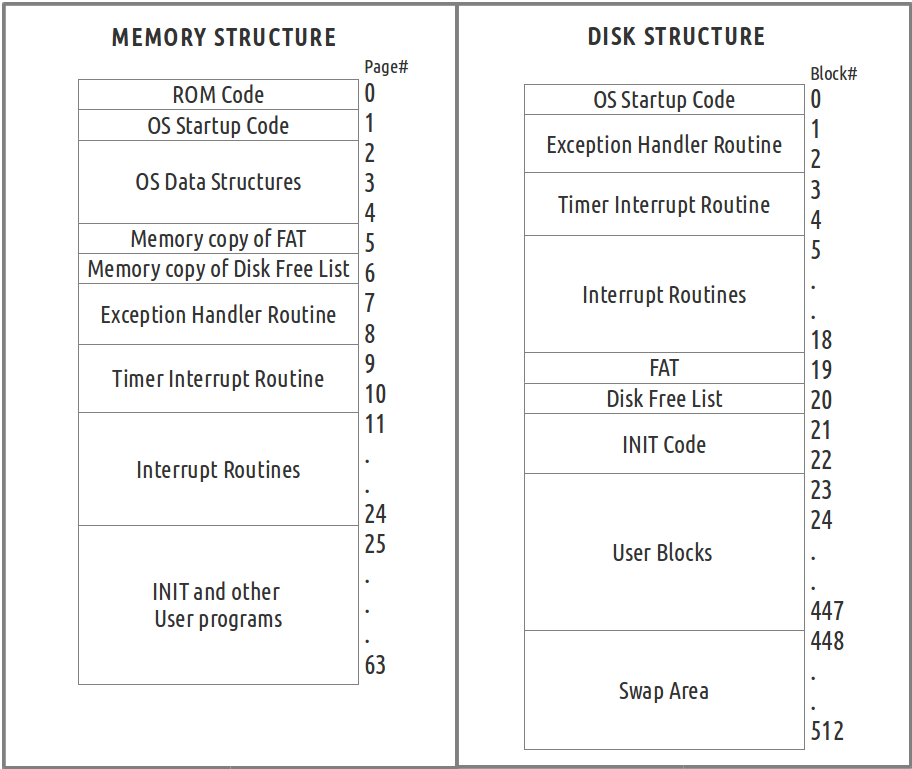 MEMORY STRUCTURE
Page#
ROM Code 0
OS Startup Code 1
2
OS Data Structures 3
4
Memory copy of FAT 5
Memory copy of Disk Free List 6
7
Exception Handler Routine
8
9
Timer Interrupt Routine
10
11
.
Interrupt Routines
.
24
25
.
INIT and other
.
User programs
.
63
DISK STRUCTURE
Block#
OS Startup Code 0
1
Exception Handler Routine
2
3
Timer Interrupt Routine
4
5
.
Interrupt Routines
.
18
FAT 19
Disk Free List 20
21
INIT Code
22
23
24
User Blocks
.
.
447
448
.
Swap Area
.
512